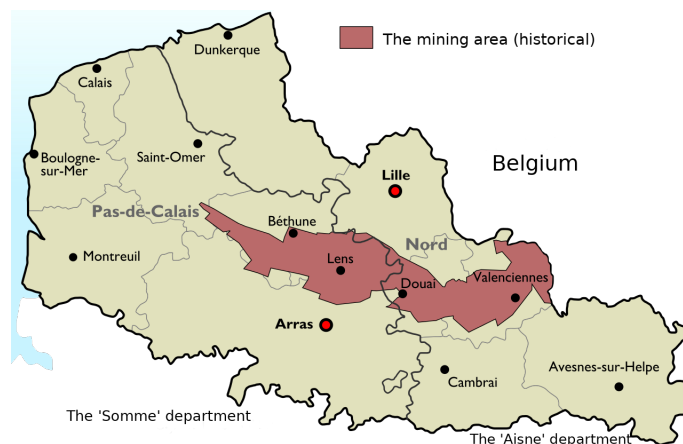 Dunkerque
The mining area (historical)
Calais
Boulogne-
sur-Mer
Saint-Omer
Belgium
Lille
Pas-de-Calais
Béthune
Nord
Montreuil
Lens
Douai
Valenciennes
Arras
Avesnes-sur-Helpe
Cambrai
The 'Somme' department
The 'Aisne' department